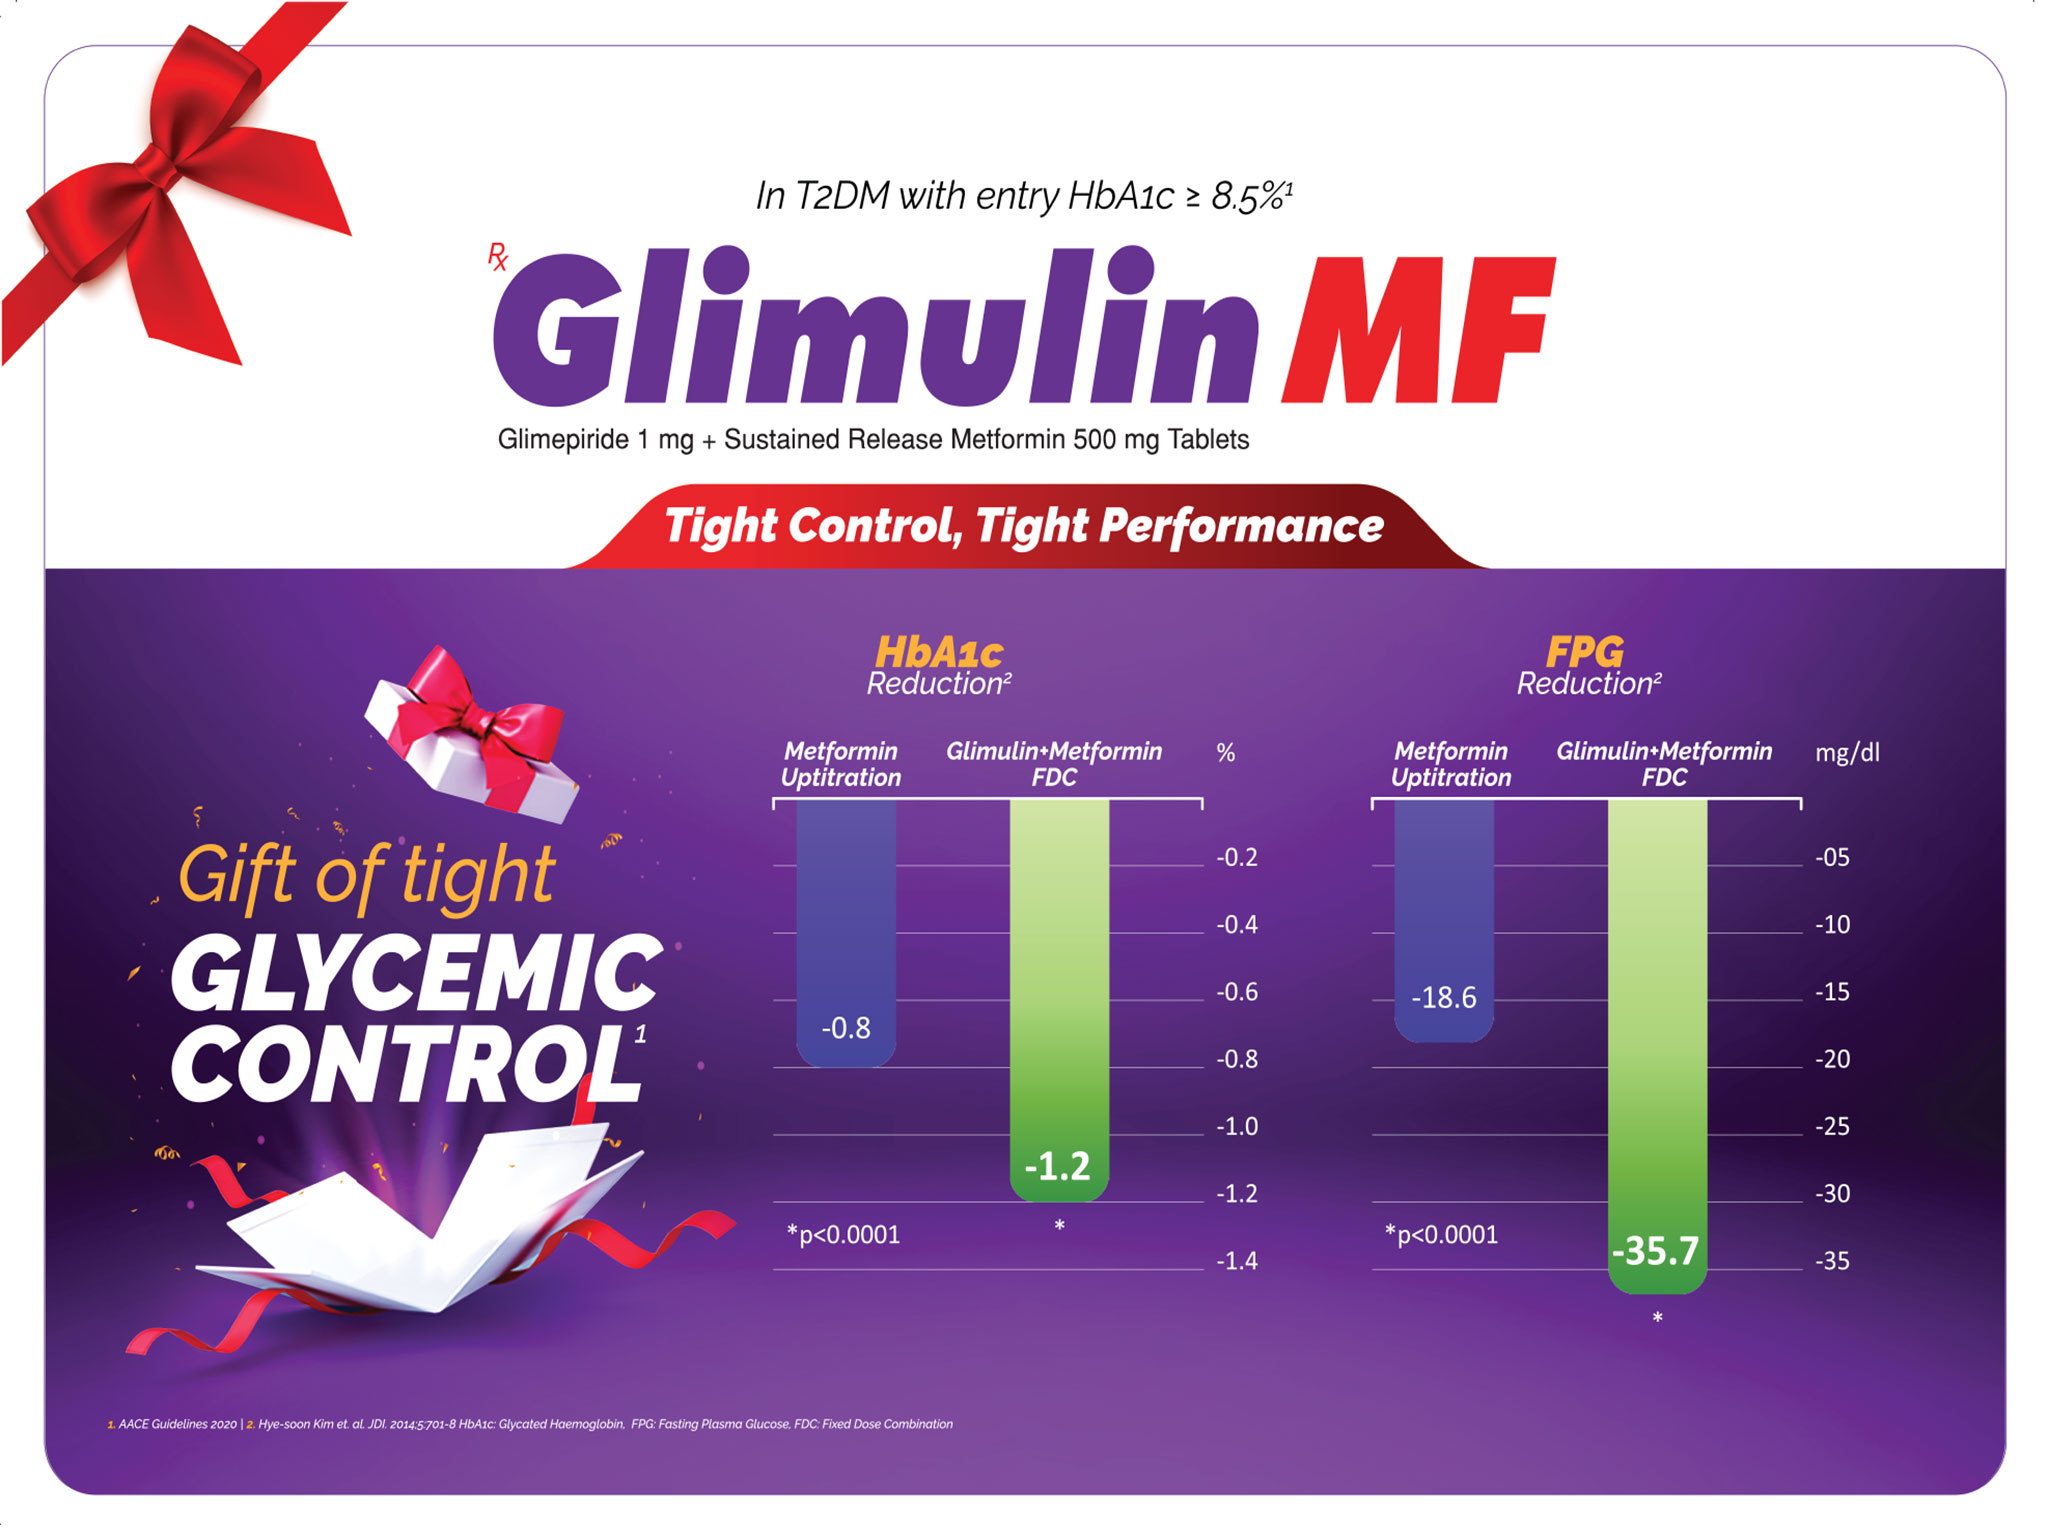 In T2DM with entry HbA1c ≥ 8.5%¹
Rx Glimulin MF
Glimepiride 1 mg + Sustained Release Metformin 500 mg Tablets
Tight Control, Tight Performance
Gift of tight
GLYCEMIC
CONTROL¹
HbA1c
Reduction²
Metformin
Uptitration
Glimulin+Metformin
FDC
%
-0.2
-0.4
-0.6
-0.8
-1.0
-1.2
-1.4
-0.8
-1.2
*
*p<0.0001
FPG
Reduction²
Metformin
Uptitration
Glimulin+Metformin
FDC
mg/dl
-05
-10
-15
-20
-25
-30
-35
-18.6
-35.7
*
*p<0.0001
1. AACE Guidelines 2020 | 2. Hye-soon Kim et. al. JDI. 2014;5:701-8 HbA1c: Glycated Haemoglobin, FPG: Fasting Plasma Glucose, FDC: Fixed Dose Combination